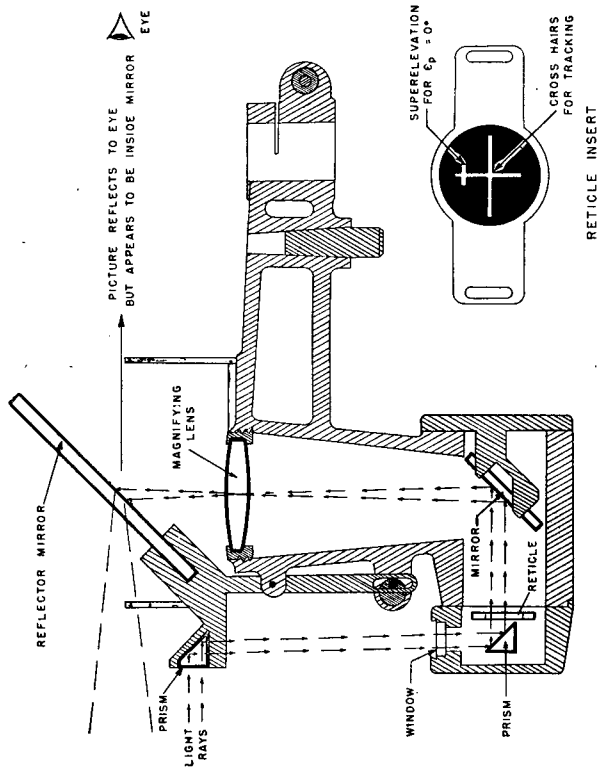 EYE
PICTURE REFLECTS TO EYE
BUT APPEARS TO BE INSIDE MIRROR
REFLECTOR MIRROR
MAGNIFYING
LENS
PRISM
LIGHT
RAYS
WINDOW
MIRROR
RETICLE
PRISM
SUPERELEVATION
FOR Ep = 0°
CROSS HAIRS
FOR TRACKING
RETICLE INSERT